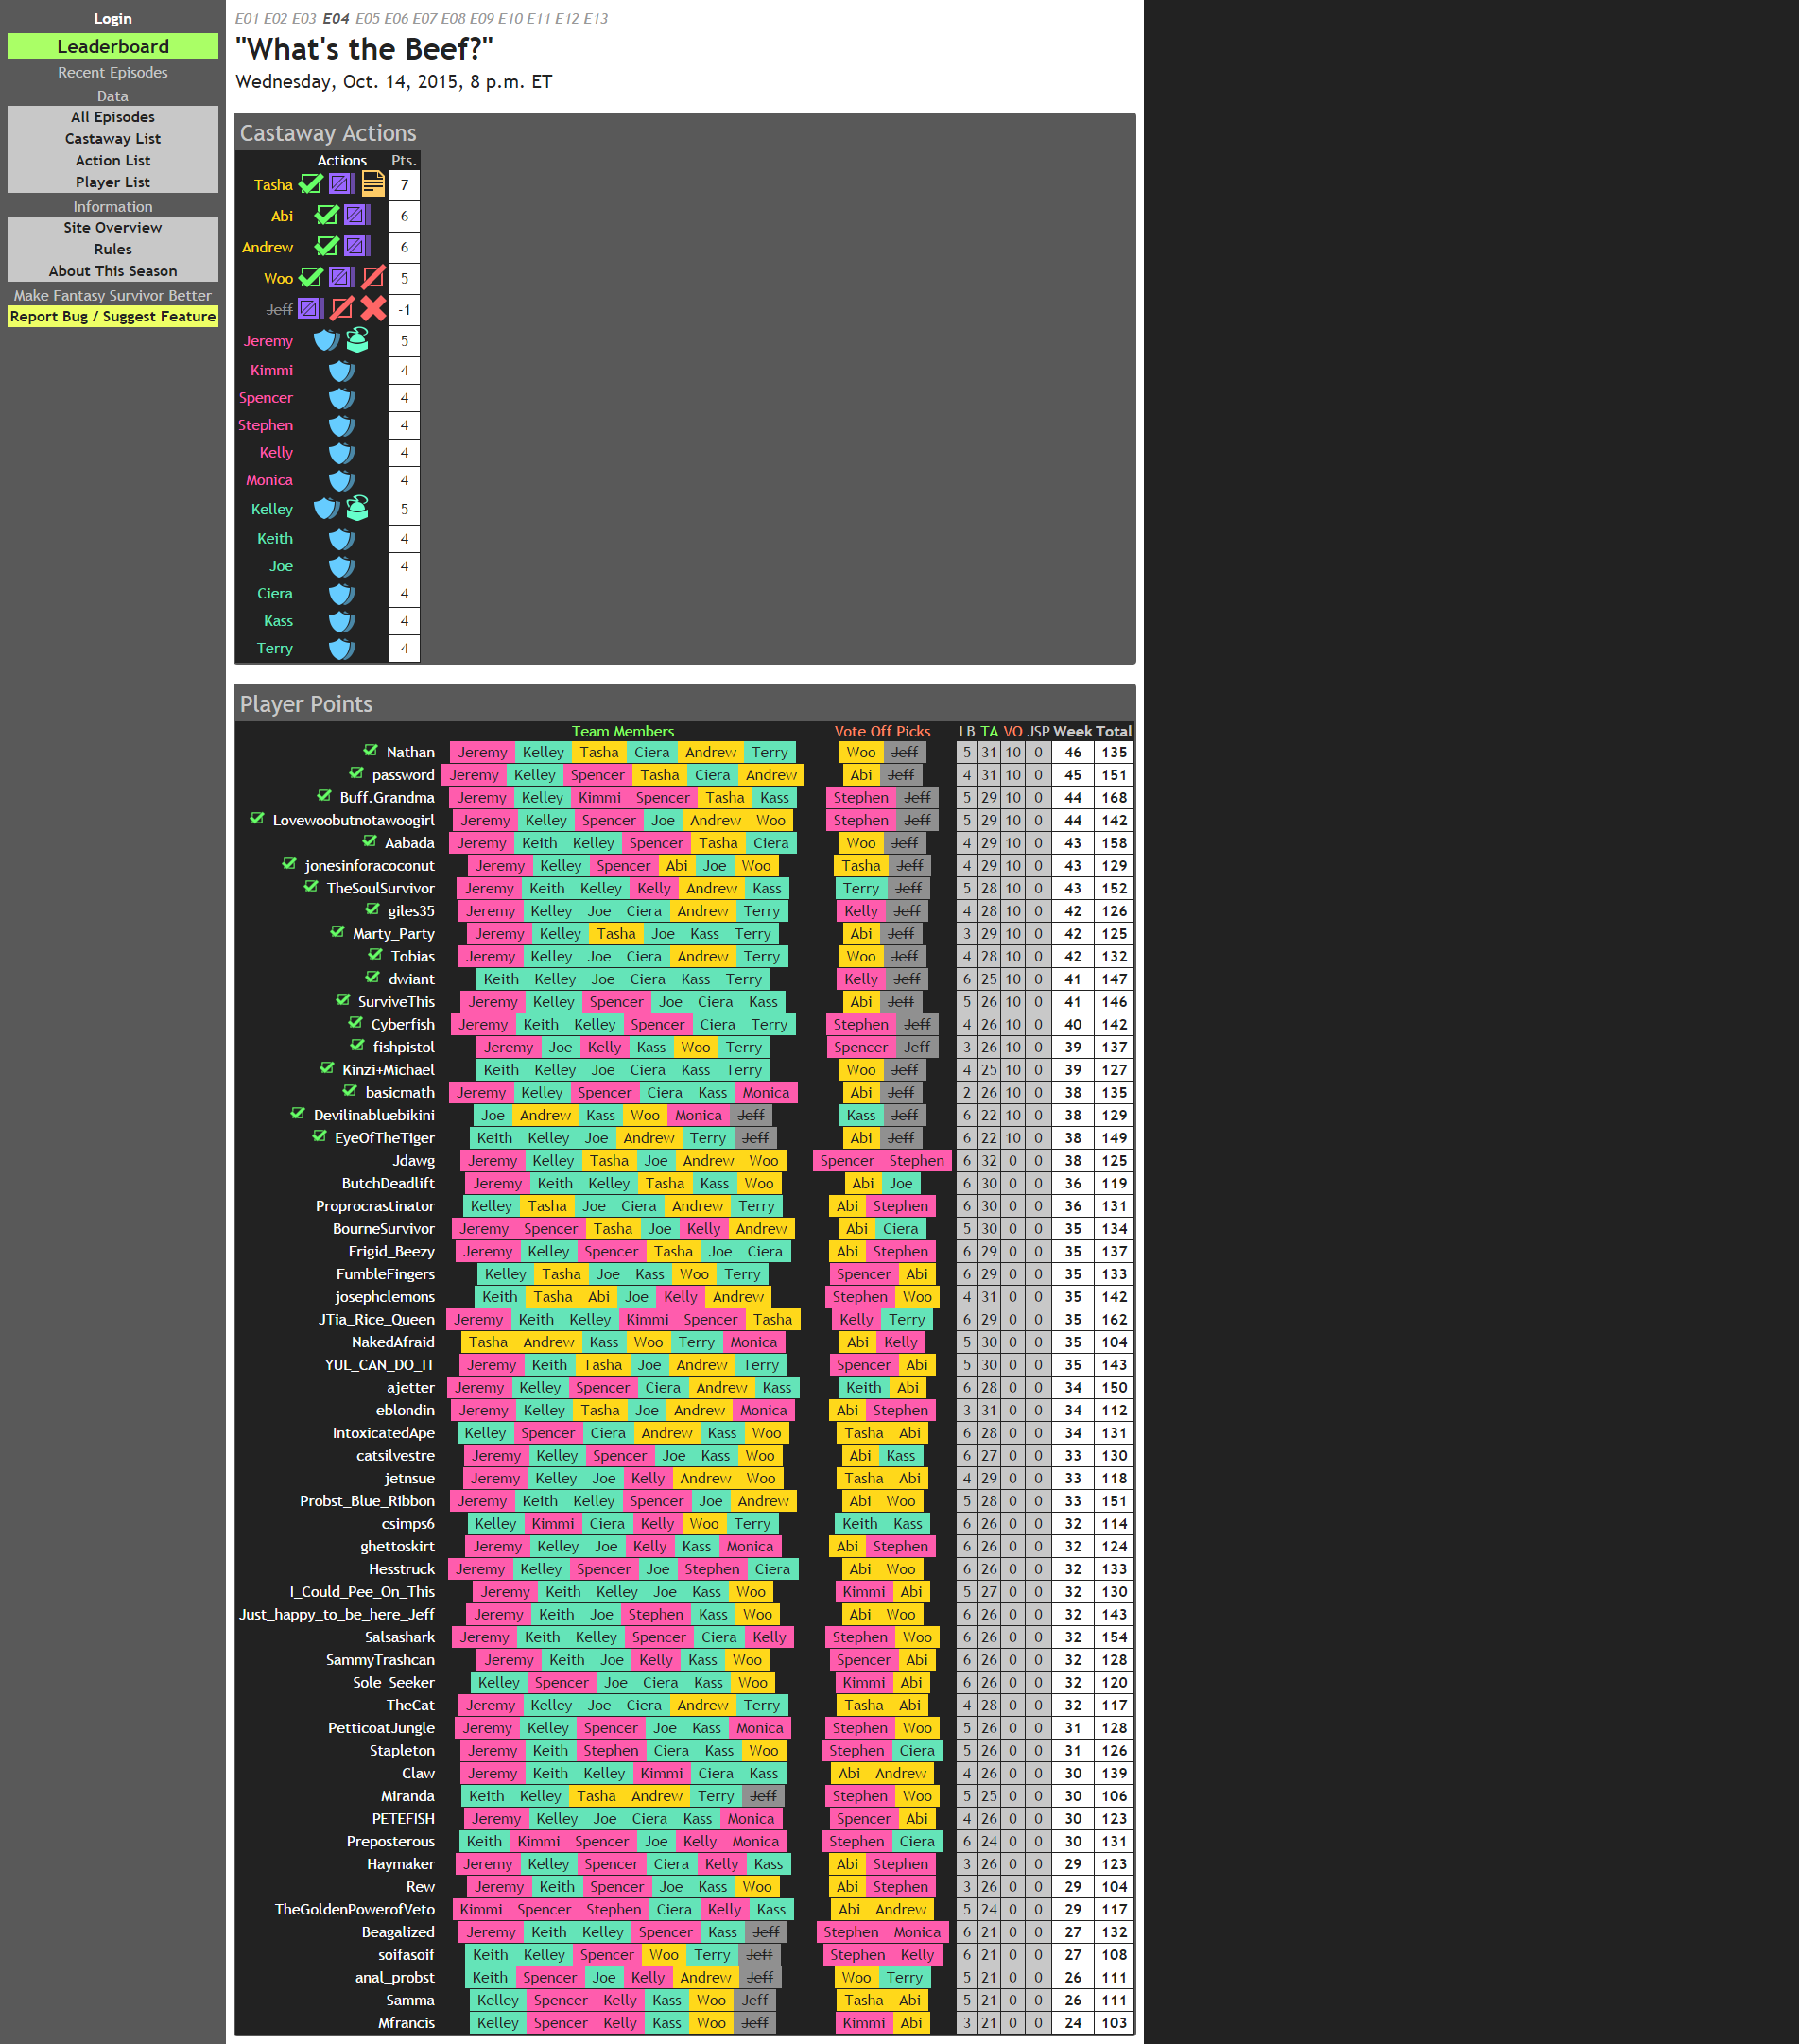 Login
Leaderboard
Recent Episodes
Data
All Episodes
Castaway List
Action List
Player List
Information
Site Overview
Rules
About This Season
Make Fantasy Survivor Better
Report Bug / Suggest Feature
E01 E02 E03 E04 E05 E06 E07 E08 E09 E10 E11 E12 E13
"What's the Beef?"
Wednesday, Oct. 14, 2015, 8 p.m. ET
Castaway Actions
Actions Pts.
Tasha 7
Abi 6
Andrew 6
Woo 5
Jeff -1
Jeremy 5
Kimmi 4
Spencer 4
Stephen 4
Kelly 4
Monica 4
Kelley 5
Keith 4
Joe 4
Ciera 4
Kass 4
Terry 4
Player Points
Team Members Vote Off Picks LB TA VO JSP Week Total
Nathan Jeremy Kelley Tasha Ciera Andrew Terry Woo Jeff 5 31 10 0 46 135
password Jeremy Kelley Spencer Tasha Ciera Andrew Abi Jeff 4 31 10 0 45 151
Buff.Grandma Jeremy Kelley Kimmi Spencer Tasha Kass Stephen Jeff 5 29 10 0 44 168
Lovewoobutnotawoogirl Jeremy Kelley Spencer Joe Andrew Woo Stephen Jeff 5 29 10 0 44 142
Aabada Jeremy Keith Kelley Spencer Tasha Ciera Woo Jeff 4 29 10 0 43 158
jonesinforacoconut Jeremy Kelley Spencer Abi Joe Woo Tasha Jeff 4 29 10 0 43 129
TheSoulSurvivor Jeremy Keith Kelley Kelly Andrew Kass Terry Jeff 5 28 10 0 43 152
giles35 Jeremy Kelley Joe Ciera Andrew Terry Kelly Jeff 4 28 10 0 42 126
Marty_Party Jeremy Kelley Tasha Joe Kass Terry Abi Jeff 3 29 10 0 42 125
Tobias Jeremy Kelley Joe Ciera Andrew Terry Woo Jeff 4 28 10 0 42 132
dwiant Keith Kelley Joe Ciera Kass Terry Kelly Jeff 6 25 10 0 41 147
SurviveThis Jeremy Kelley Spencer Joe Ciera Kass Abi Jeff 5 26 10 0 41 146
Cyberfish Jeremy Keith Kelley Spencer Ciera Terry Stephen Jeff 4 26 10 0 40 142
fishpistol Jeremy Joe Kelly Kass Woo Terry Spencer Jeff 3 26 10 0 39 137
Kinzi+Michael Keith Kelley Joe Ciera Kass Terry Woo Jeff 4 25 10 0 39 127
basicmath Jeremy Kelley Spencer Ciera Kass Monica Abi Jeff 2 26 10 0 38 135
Devilinabluebikini Joe Andrew Kass Woo Monica Jeff Kass Jeff 6 22 10 0 38 129
EyeOfTheTiger Keith Kelley Joe Andrew Terry Jeff Abi Jeff 6 22 10 0 38 149
Jdawg Jeremy Kelley Tasha Joe Andrew Woo Spencer Stephen 6 32 0 0 38 125
ButchDeadlift Jeremy Keith Kelley Tasha Kass Woo Abi Joe 6 30 0 0 36 119
Proprocrastinator Kelley Tasha Joe Ciera Andrew Terry Abi Stephen 6 30 0 0 36 131
BourneSurvivor Jeremy Spencer Tasha Joe Kelly Andrew Abi Ciera 5 30 0 0 35 134
Frigid_Beezy Jeremy Kelley Spencer Tasha Joe Ciera Abi Stephen 6 29 0 0 35 137
FumbleFingers Kelley Tasha Joe Kass Woo Terry Spencer Abi 6 29 0 0 35 133
josephclemons Keith Tasha Abi Joe Kelly Andrew Stephen Woo 4 31 0 0 35 142
JTia_Rice_Queen Jeremy Keith Kelley Kimmi Spencer Tasha Kelly Terry 6 29 0 0 35 162
NakedAfraid Tasha Andrew Kass Woo Terry Monica Abi Kelly 5 30 0 0 35 104
YUL_CAN_DO_IT Jeremy Keith Tasha Joe Andrew Terry Spencer Abi 5 30 0 0 35 143
ajetter Jeremy Kelley Spencer Ciera Andrew Kass Keith Abi 6 28 0 0 34 150
eblondin Jeremy Kelley Tasha Joe Andrew Monica Abi Stephen 3 31 0 0 34 112
IntoxicatedApe Kelley Spencer Ciera Andrew Kass Woo Tasha Abi 6 28 0 0 34 131
catsilvestre Jeremy Kelley Spencer Joe Kass Woo Abi Kass 6 27 0 0 33 130
jetnsue Jeremy Kelley Joe Kelly Andrew Woo Tasha Abi 4 29 0 0 33 118
Probst_Blue_Ribbon Jeremy Keith Kelley Spencer Joe Andrew Abi Woo 5 28 0 0 33 151
csimps6 Kelley Kimmi Ciera Kelly Woo Terry Keith Kass 6 26 0 0 32 114
ghettoskirt Jeremy Kelley Joe Kelly Kass Monica Abi Stephen 6 26 0 0 32 124
Hesstruck Jeremy Kelley Spencer Joe Stephen Ciera Abi Woo 6 26 0 0 32 133
I_Could_Pee_On_This Jeremy Keith Kelley Joe Kass Woo Kimmi Abi 5 27 0 0 32 130
Just_happy_to_be_here_Jeff Jeremy Keith Joe Stephen Kass Woo Abi Woo 6 26 0 0 32 143
Salsashark Jeremy Keith Kelley Spencer Ciera Kelly Stephen Woo 6 26 0 0 32 154
SammyTrashcan Jeremy Keith Joe Kelly Kass Woo Spencer Abi 6 26 0 0 32 128
Sole_Seeker Kelley Spencer Joe Ciera Kass Woo Kimmi Abi 6 26 0 0 32 120
TheCat Jeremy Kelley Joe Ciera Andrew Terry Tasha Abi 4 28 0 0 32 117
PetticoatJungle Jeremy Kelley Spencer Joe Kass Monica Stephen Woo 5 26 0 0 31 128
Stapleton Jeremy Keith Stephen Ciera Kass Woo Stephen Ciera 5 26 0 0 31 126
Claw Jeremy Keith Kelley Kimmi Ciera Kass Abi Andrew 4 26 0 0 30 139
Miranda Keith Kelley Tasha Andrew Terry Jeff Stephen Woo 5 25 0 0 30 106
PETEFISH Jeremy Kelley Joe Ciera Kass Monica Spencer Abi 4 26 0 0 30 123
Preposterous Keith Kimmi Spencer Joe Kelly Monica Stephen Ciera 6 24 0 0 30 131
Haymaker Jeremy Kelley Spencer Ciera Kelly Kass Abi Stephen 3 26 0 0 29 123
Rew Jeremy Keith Spencer Joe Kass Woo Abi Stephen 3 26 0 0 29 104
TheGoldenPowerofVeto Kimmi Spencer Stephen Ciera Kelly Kass Abi Andrew 5 24 0 0 29 117
Beagalized Jeremy Keith Kelley Spencer Kass Jeff Stephen Monica 6 21 0 0 27 132
soifasoif Keith Kelley Spencer Woo Terry Jeff Stephen Kelly 6 21 0 0 27 108
anal_probst Keith Spencer Joe Kelly Andrew Jeff Woo Terry 5 21 0 0 26 111
Samma Kelley Spencer Kelly Kass Woo Jeff Tasha Abi 5 21 0 0 26 111
Mfrancis Kelley Spencer Kelly Kass Woo Jeff Kimmi Abi 3 21 0 0 24 103